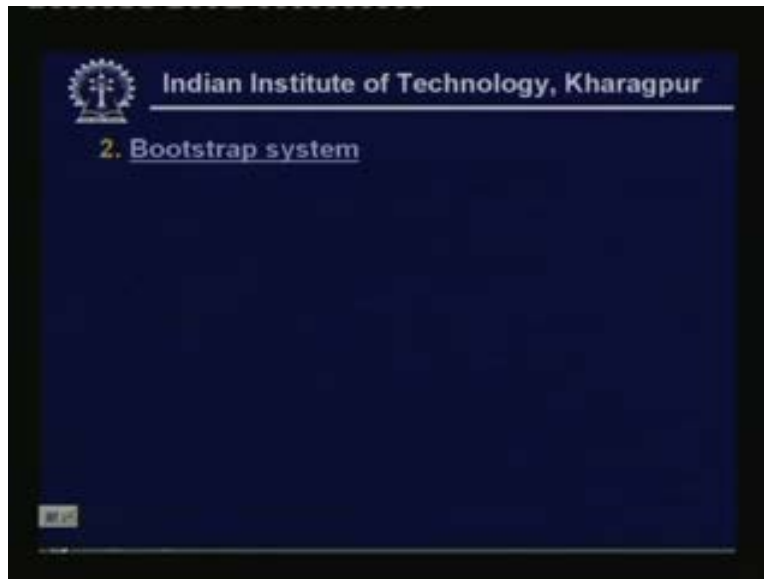 Indian Institute of Technology, Kharagpur
2. Bootstrap system